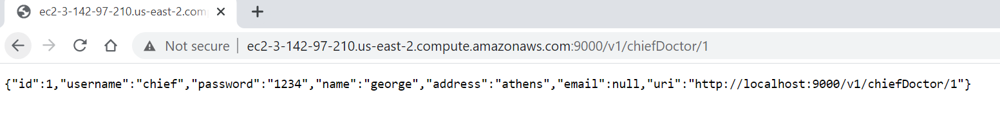 ec2-3-142-97-210.us-east-2.com
Not secure | ec2-3-142-97-210.us-east-2.compute.amazonaws.com:9000/v1/chiefDoctor/1
{"id":1,"username":"chief","password":"1234","name":"george","address":"athens","email":null,"uri":"http://localhost:9000/v1/chiefDoctor/1"}